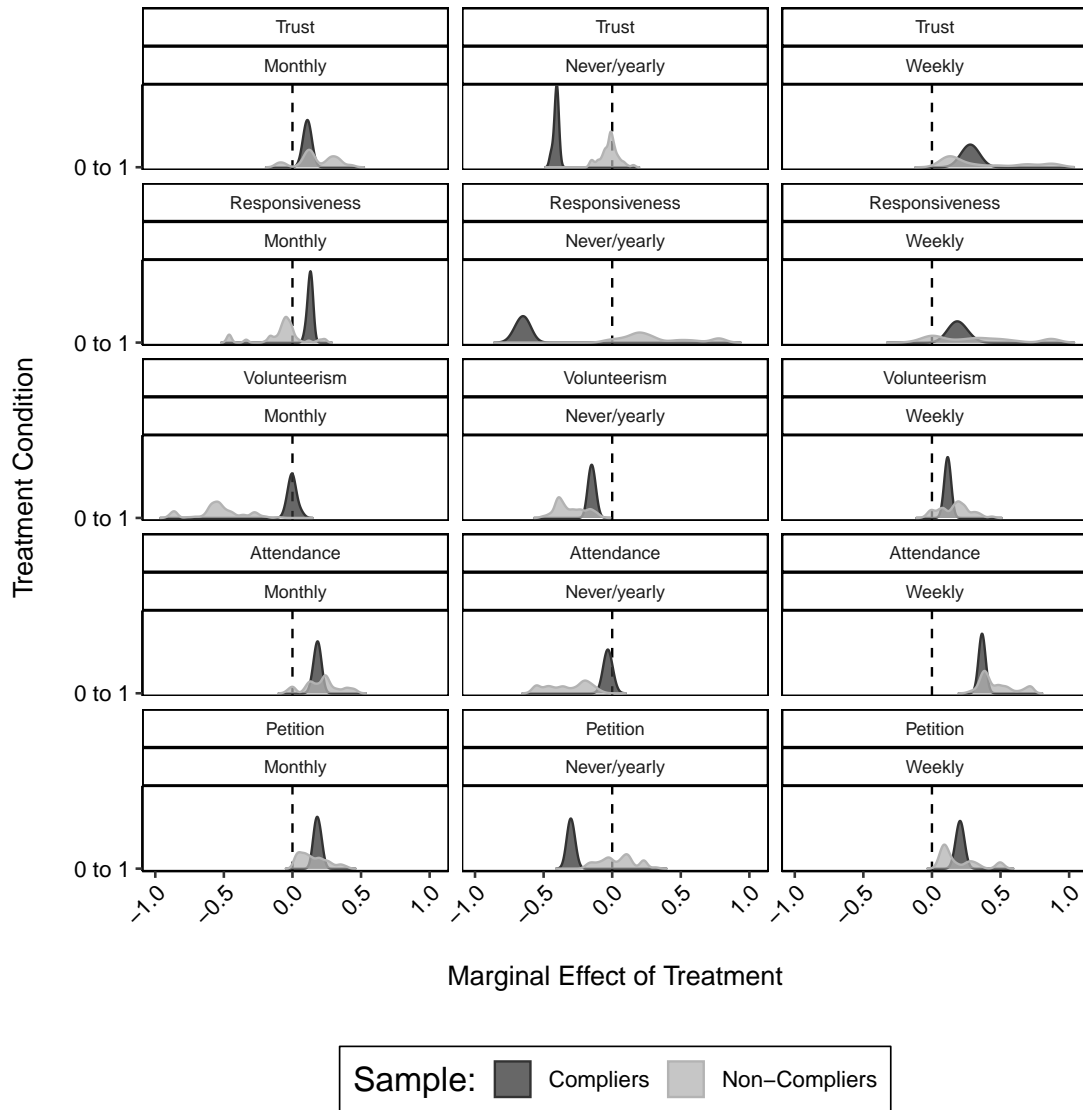 Trust Trust Trust
Monthly Never/yearly Weekly
0 to 1
Responsiveness Responsiveness Responsiveness
Monthly Never/yearly Weekly
0 to 1
Volunteerism Volunteerism Volunteerism
Monthly Never/yearly Weekly
0 to 1
Attendance Attendance Attendance
Monthly Never/yearly Weekly
0 to 1
Petition Petition Petition
Monthly Never/yearly Weekly
0 to 1
−1.0 −0.5 0.0 0.5 1.0 −1.0 −0.5 0.0 0.5 1.0 −1.0 −0.5 0.0 0.5 1.0
Treatment Condition
Marginal Effect of Treatment
Sample: Compliers Non−Compliers